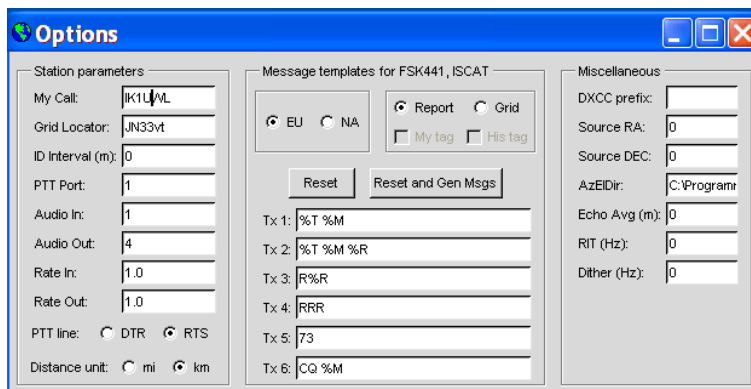 Options
Station parameters
My Call: IK1UWL
Grid Locator: JN33vt
ID Interval (m): 0
PTT Port: 1
Audio In: 1
Audio Out: 4
Rate In: 1.0
Rate Out: 1.0
PTT line: DTR RTS
Distance unit: mi km
Message templates for FSK441, ISCAT
EU NA
Report Grid
My tag His tag
Reset Reset and Gen Msgs
Tx 1: %T %M
Tx 2: %T %M %R
Tx 3: R%R
Tx 4: RRR
Tx 5: 73
Tx 6: CQ %M
Miscellaneous
DXCC prefix:
Source RA: 0
Source DEC: 0
AzElDir: C:\Programr
Echo Avg (m): 0
RIT (Hz): 0
Dither (Hz): 0